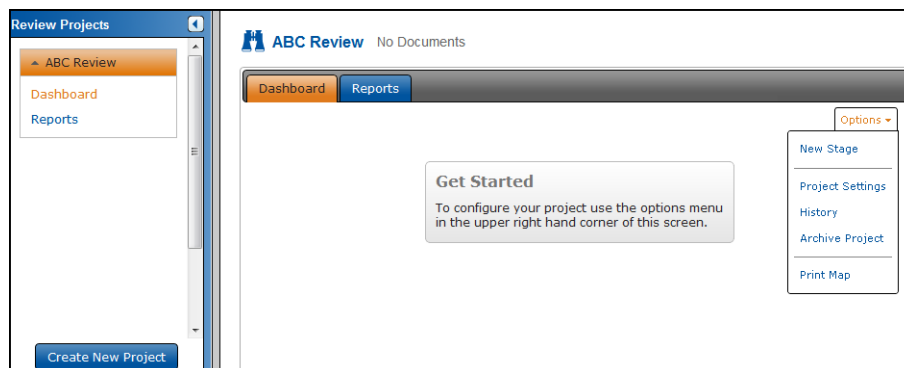 Review Projects
ABC Review
Dashboard
Reports
Create New Project
ABC Review No Documents
Dashboard Reports
Options
New Stage
Project Settings
History
Archive Project
Print Map
Get Started
To configure your project use the options menu
in the upper right hand corner of this screen.